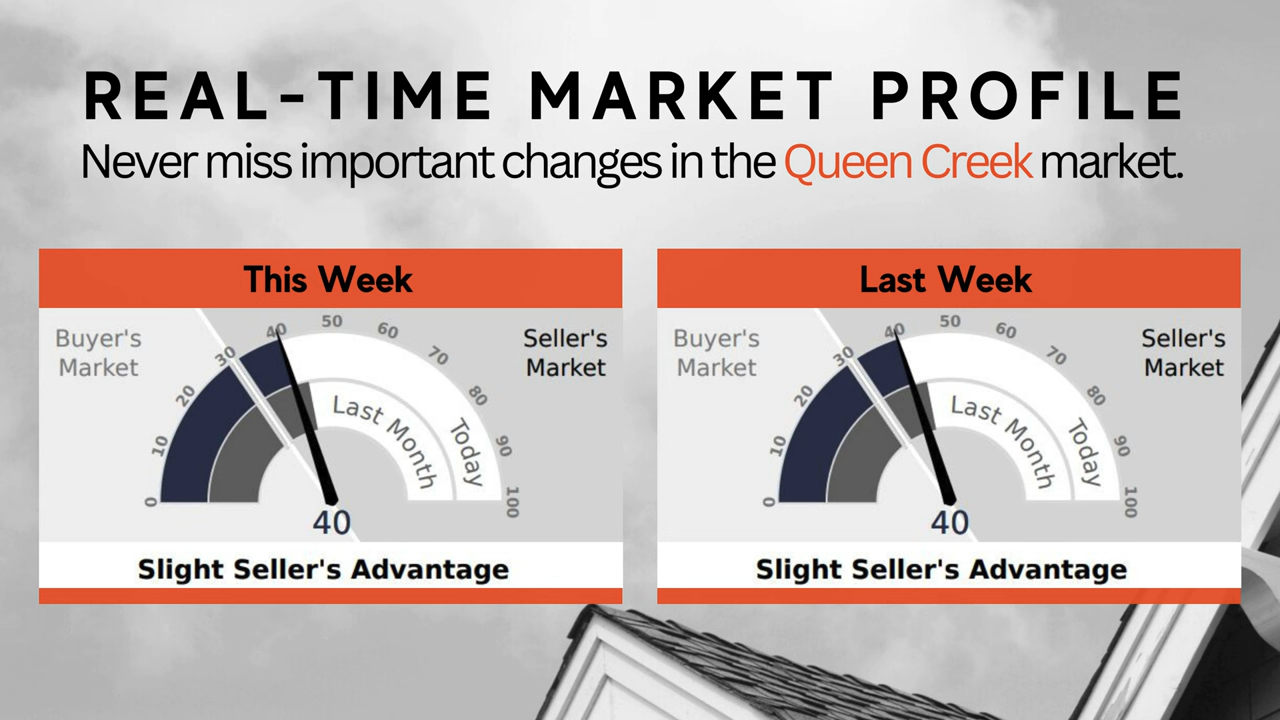 REAL-TIME MARKET PROFILE
Never miss important changes in the Queen Creek market.
This Week
Buyer's
Market
Seller's
Market
0
10
20
30
40
50
60
70
80
90
100
Last Month
Today
40
Slight Seller's Advantage
Last Week
Buyer's
Market
Seller's
Market
0
10
20
30
40
50
60
70
80
90
100
Last Month
Today
40
Slight Seller's Advantage